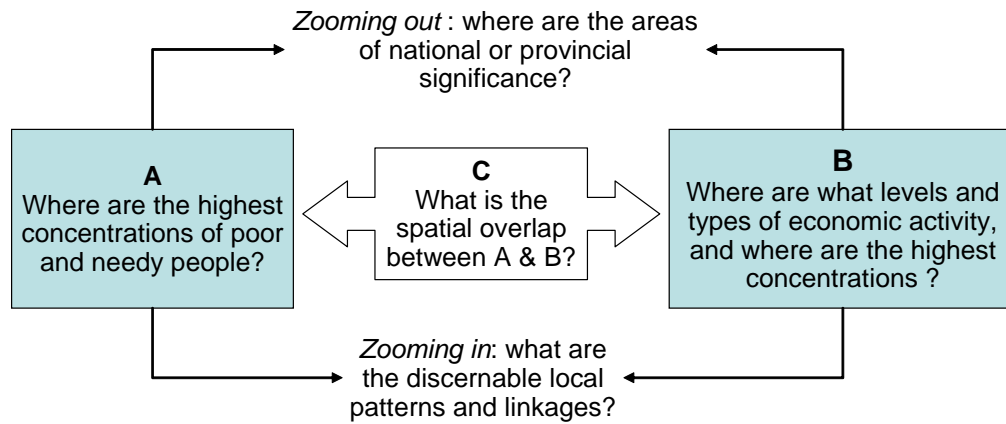 Zooming out : where are the areas
of national or provincial
significance?
A
Where are the highest
concentrations of poor
and needy people?
C
What is the
spatial overlap
between A & B?
B
Where are what levels and
types of economic activity,
and where are the highest
concentrations ?
Zooming in: what are
the discernable local
patterns and linkages?